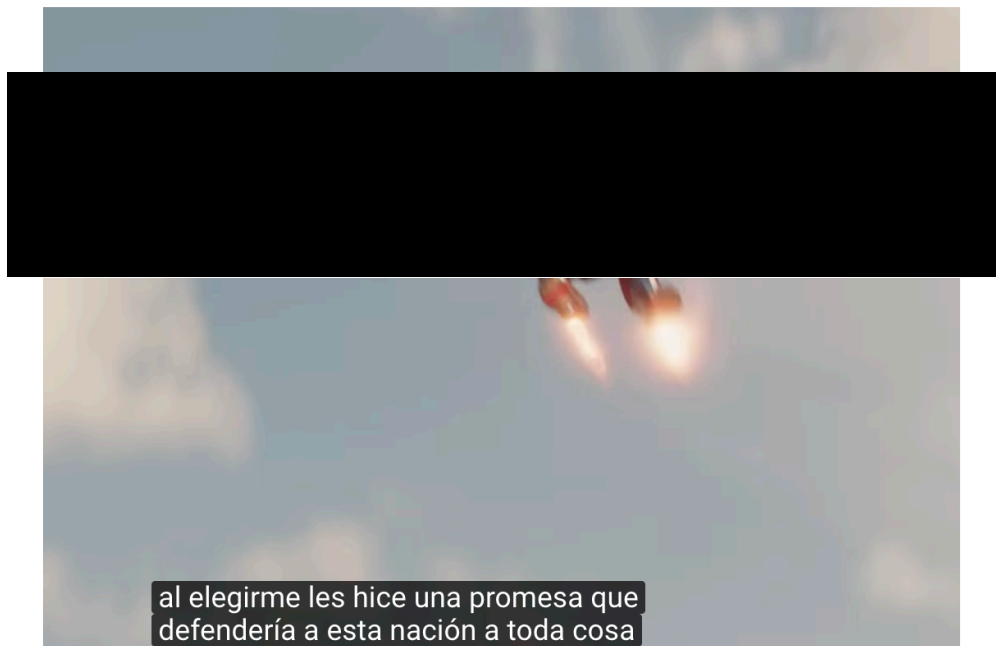 al elegirme les hice una promesa que
defendería a esta nación a toda cosa